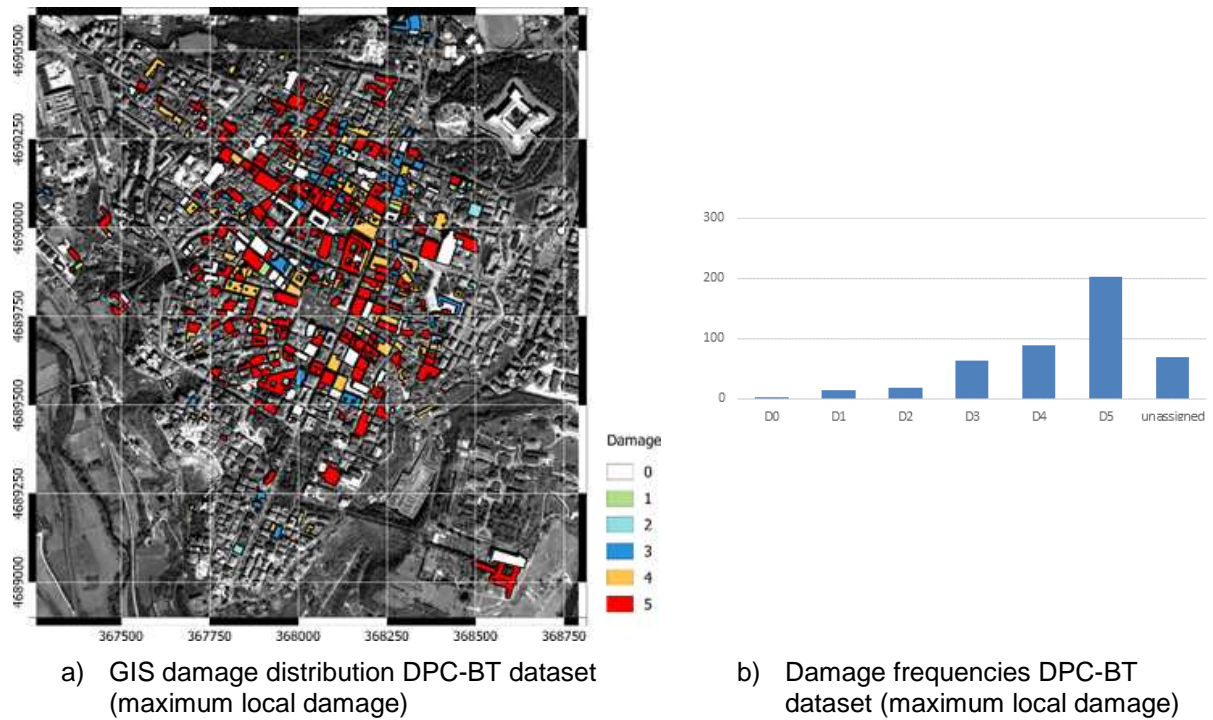 4690500
4690250
4690000
4689750
4689500
4689250
4689000
367500 367750 368000 368250 368500 368750
Damage
0
1
2
3
4
5
300
200
100
0
D0 D1 D2 D3 D4 D5 unassigned
a) GIS damage distribution DPC-BT dataset
(maximum local damage)
b) Damage frequencies DPC-BT
dataset (maximum local damage)